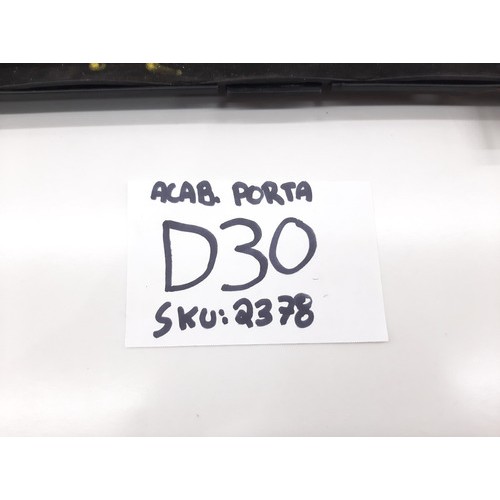 ACAB. PORTA
D30
SKU: 2378